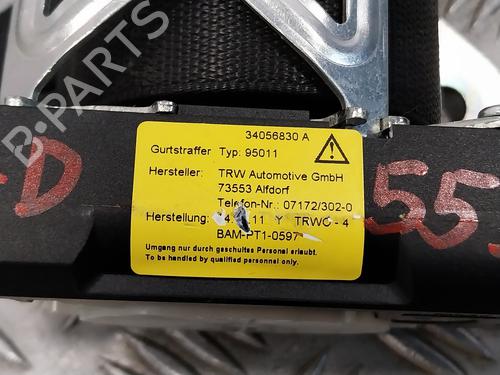 B-PARTS
34056830 A
Gurtstraffer Typ: 95011
Hersteller: TRW Automotive GmbH
73553 Alfdorf
Telefon-Nr.: 07172/302-0
Herstellung: 11 Y TRWO - 4
BAM-PT1-0597
Umgang nur durch geschultes Personal erlaubt.
To be handled by qualified personnel only.
-D
55